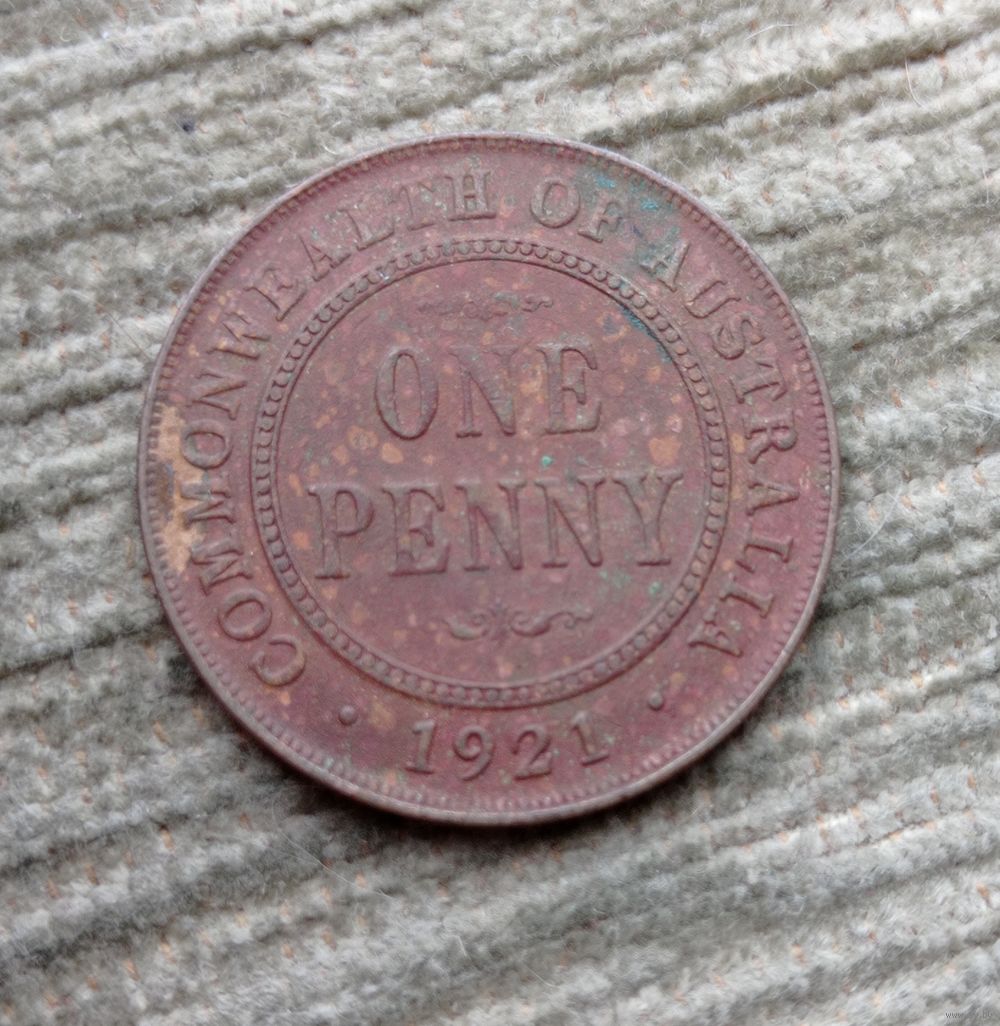 COMMONWEALTH OF AUSTRALIA
ONE
PENNY
· 1921 ·